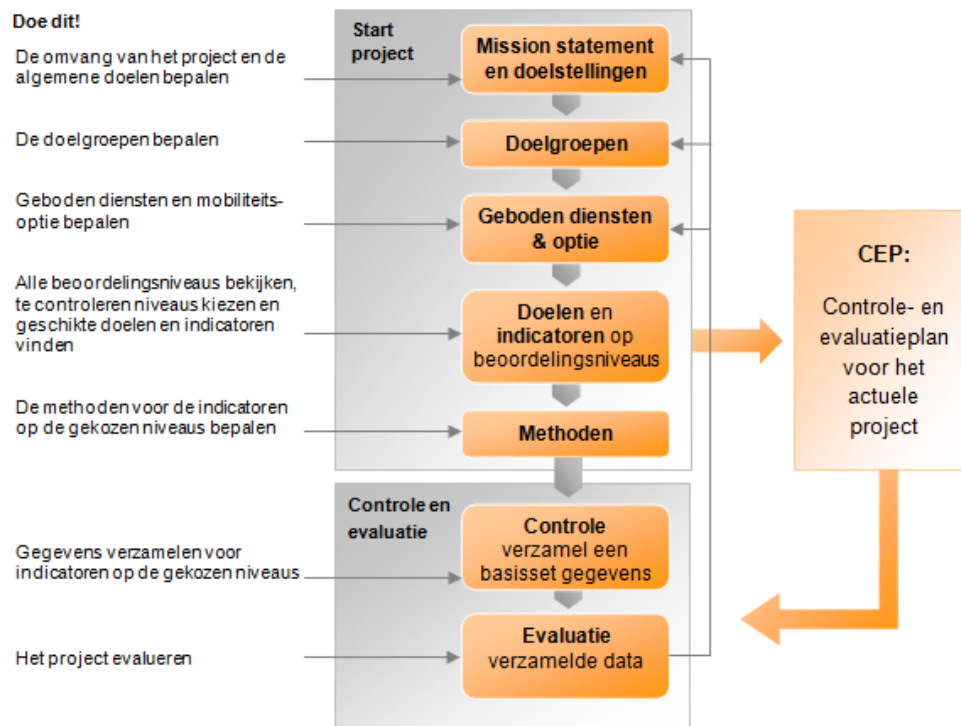 Doe dit!
De omvang van het project en de
algemene doelen bepalen
De doelgroepen bepalen
Geboden diensten en mobiliteits-
optie bepalen
Alle beoordelingsniveaus bekijken,
te controleren niveaus kiezen en
geschikte doelen en indicatoren
vinden
De methoden voor de indicatoren
op de gekozen niveaus bepalen
Gegevens verzamelen voor
indicatoren op de gekozen niveaus
Het project evalueren
Start
project
Mission statement
en doelstellingen
Doelgroepen
Geboden diensten
& optie
Doelen en
indicatoren op
beoordelingsniveaus
Methoden
Controle en
evaluatie
Controle
verzamel een
basisset gegevens
Evaluatie
verzamelde data
CEP:
Controle- en
evaluatieplan
voor het
actuele
project